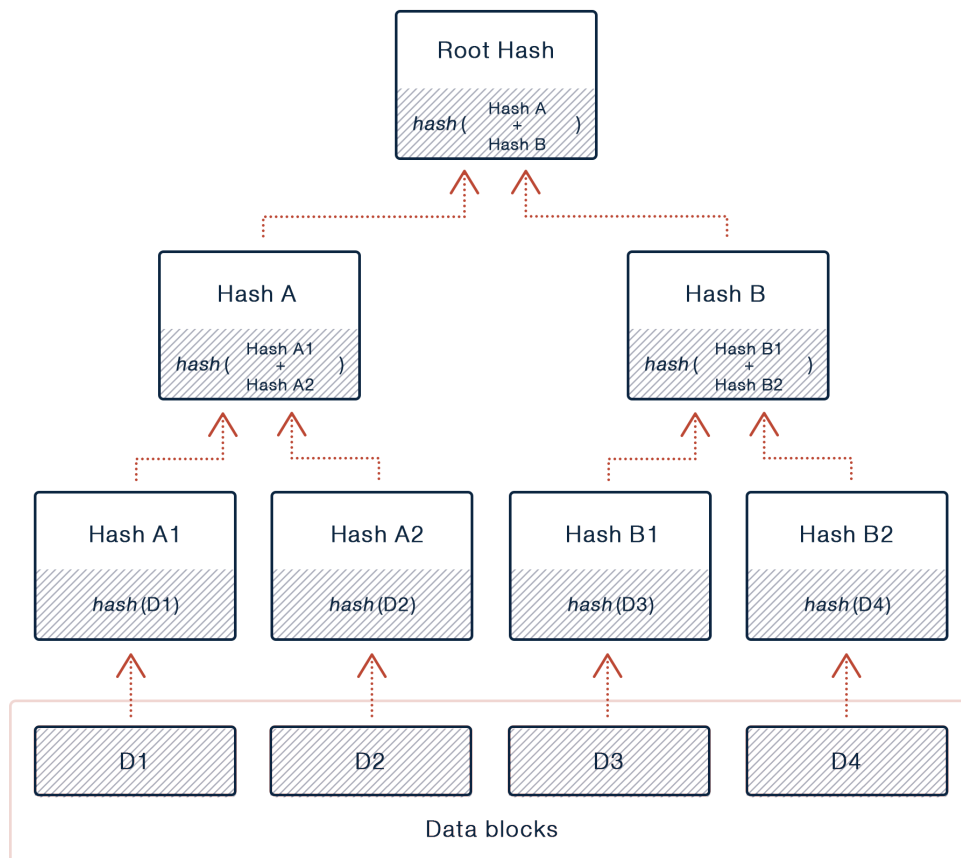 Root Hash
Hash A
hash( + )
Hash B
Hash A
Hash B
Hash A1
hash( + )
Hash A2
Hash B1
hash( + )
Hash B2
Hash A1
Hash A2
Hash B1
Hash B2
hash(D1)
hash(D2)
hash(D3)
hash(D4)
D1
D2
D3
D4
Data blocks